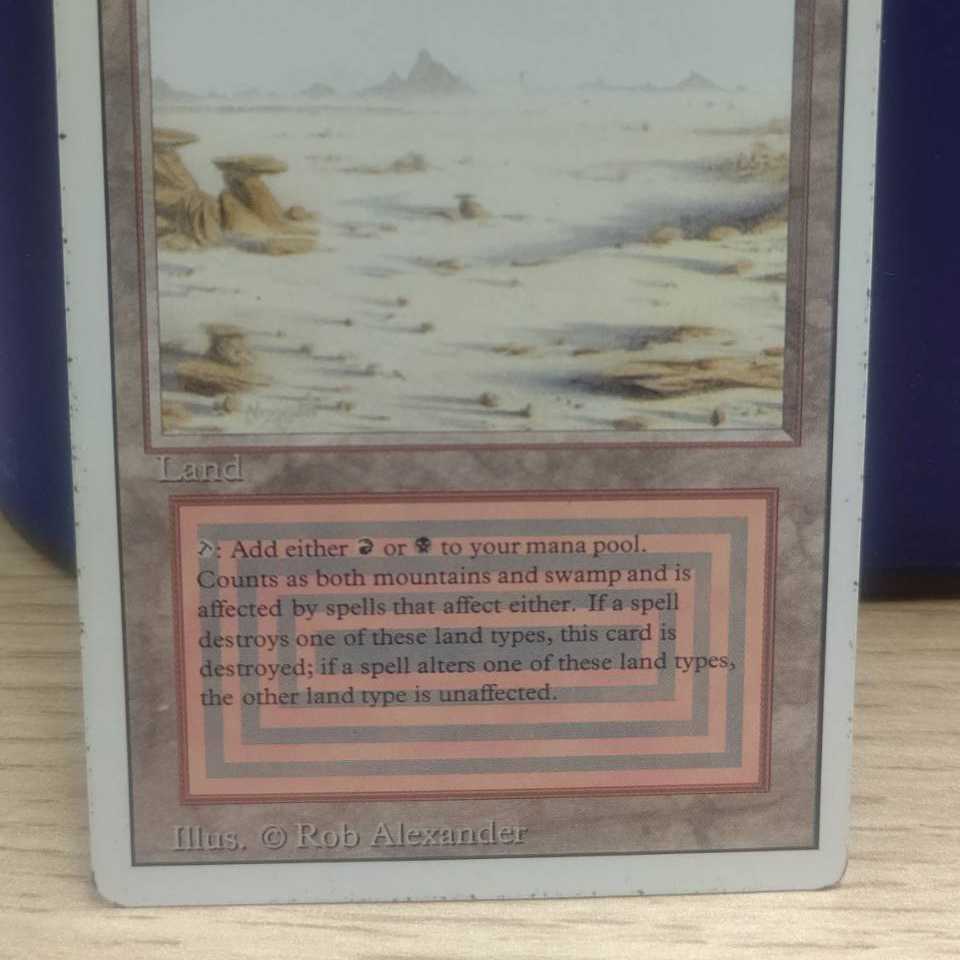 Land
: Add either or to your mana pool.
Counts as both mountains and swamp and is
affected by spells that affect either. If a spell
destroys one of these land types, this card is
destroyed; if a spell alters one of these land types,
the other land type is unaffected.
Illus. © Rob Alexander